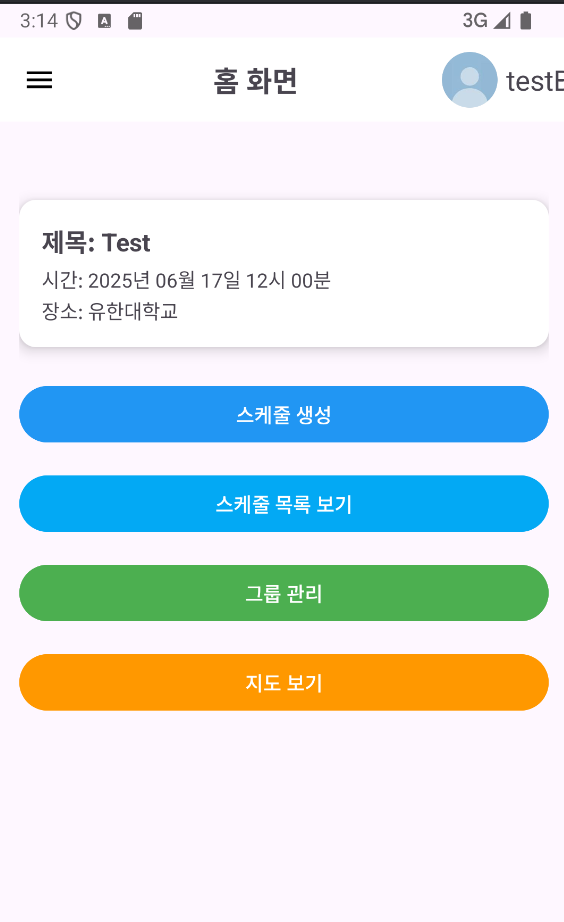 3:14 A 3G
홈 화면
testE
제목: Test
시간: 2025년 06월 17일 12시 00분
장소: 유한대학교
스케줄 생성
스케줄 목록 보기
그룹 관리
지도 보기